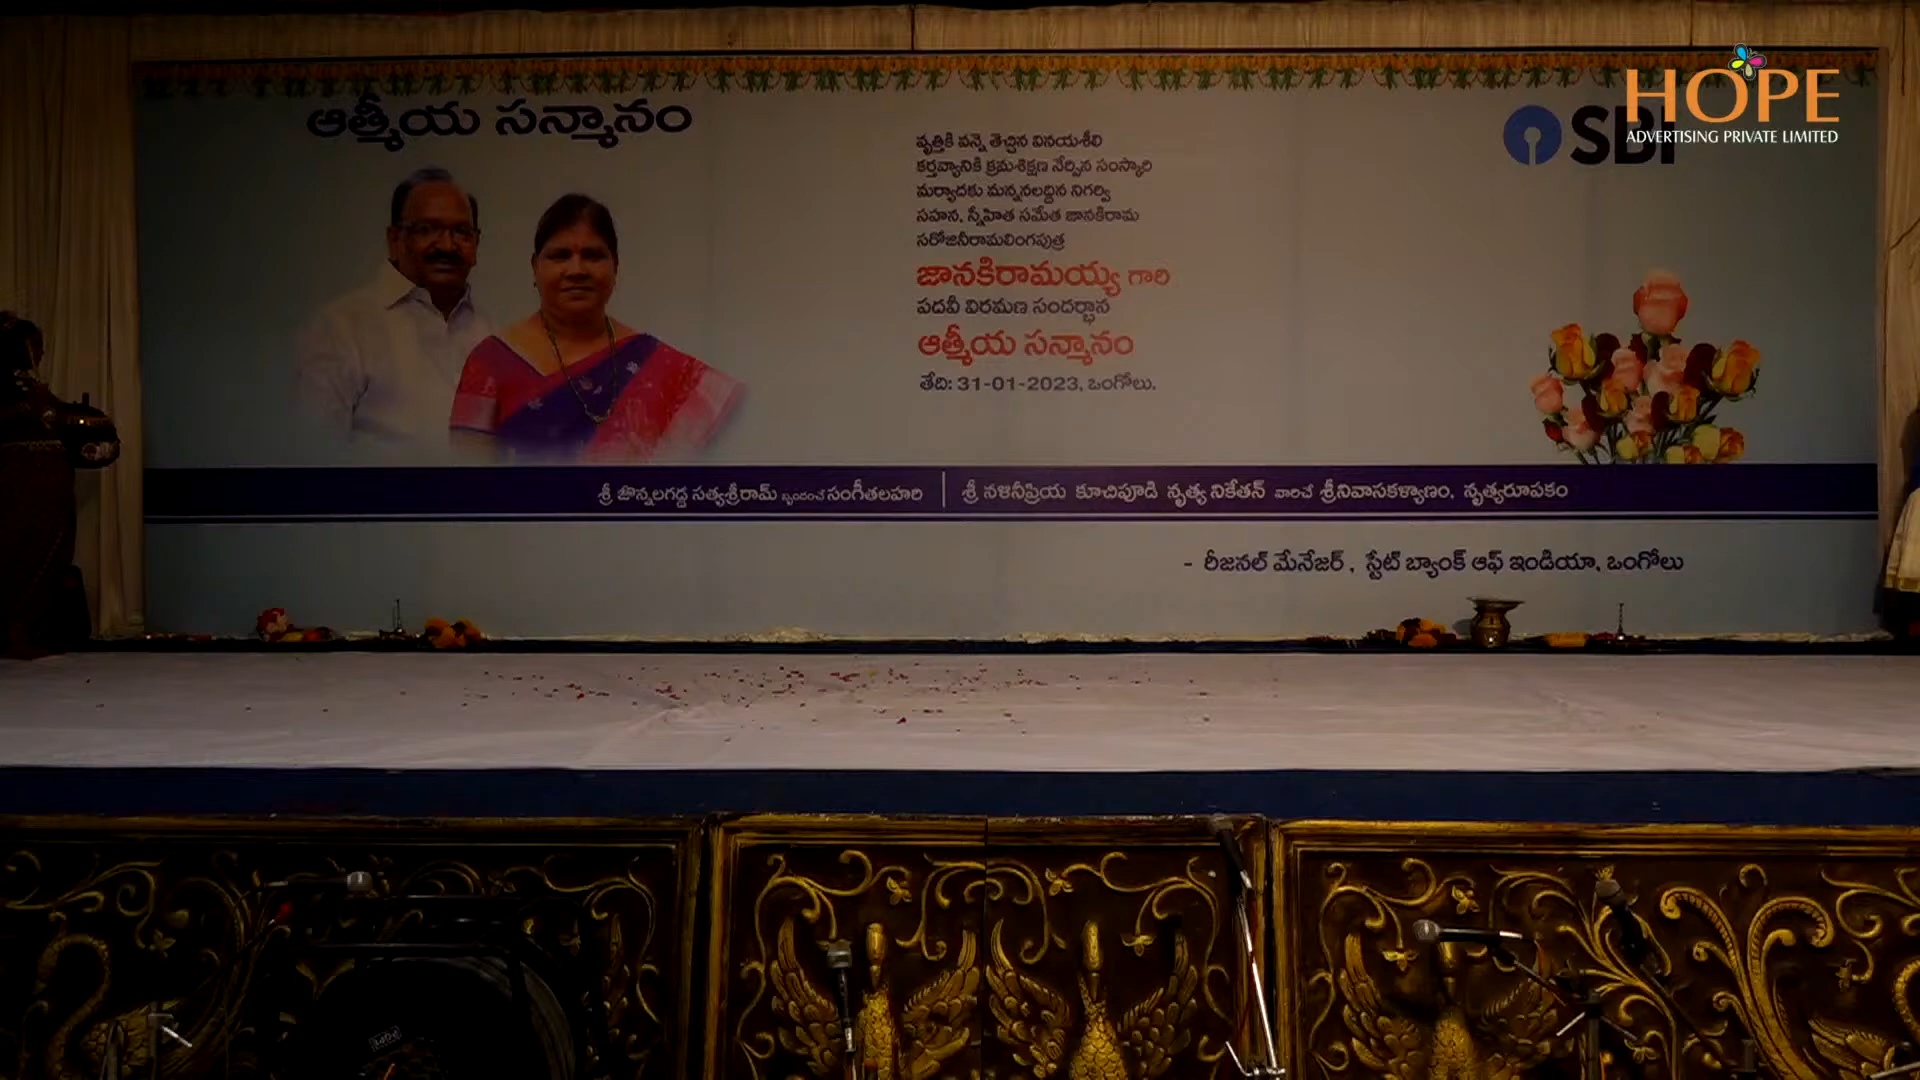 HOPE
ADVERTISING PRIVATE LIMITED
SBI
ఆత్మీయ సన్మానం
వృత్తికి వన్నె తెచ్చిన వినయశీలి
కర్తవ్యానికి క్రమశిక్షణ నేర్పిన సంస్కారి
మర్యాదకు మన్ననలద్దిన నిగర్వి
సహన, స్నేహిత సమేత జానకిరామ
సరోజినీరామలింగపుత్ర
జానకిరామయ్య గారి
పదవీ విరమణ సందర్భాన
ఆత్మీయ సన్మానం
తేది: 31-01-2023, ఒంగోలు.
శ్రీ జొన్నలగడ్డ సత్యశ్రీరామ్ బృందంచే సంగీతలహరి
శ్రీ నళినీప్రియ కూచిపూడి నృత్య నికేతన్ వారిచే శ్రీనివాసకళ్యాణం, నృత్యరూపకం
- రీజనల్ మేనేజర్, స్టేట్ బ్యాంక్ ఆఫ్ ఇండియా, ఒంగోలు